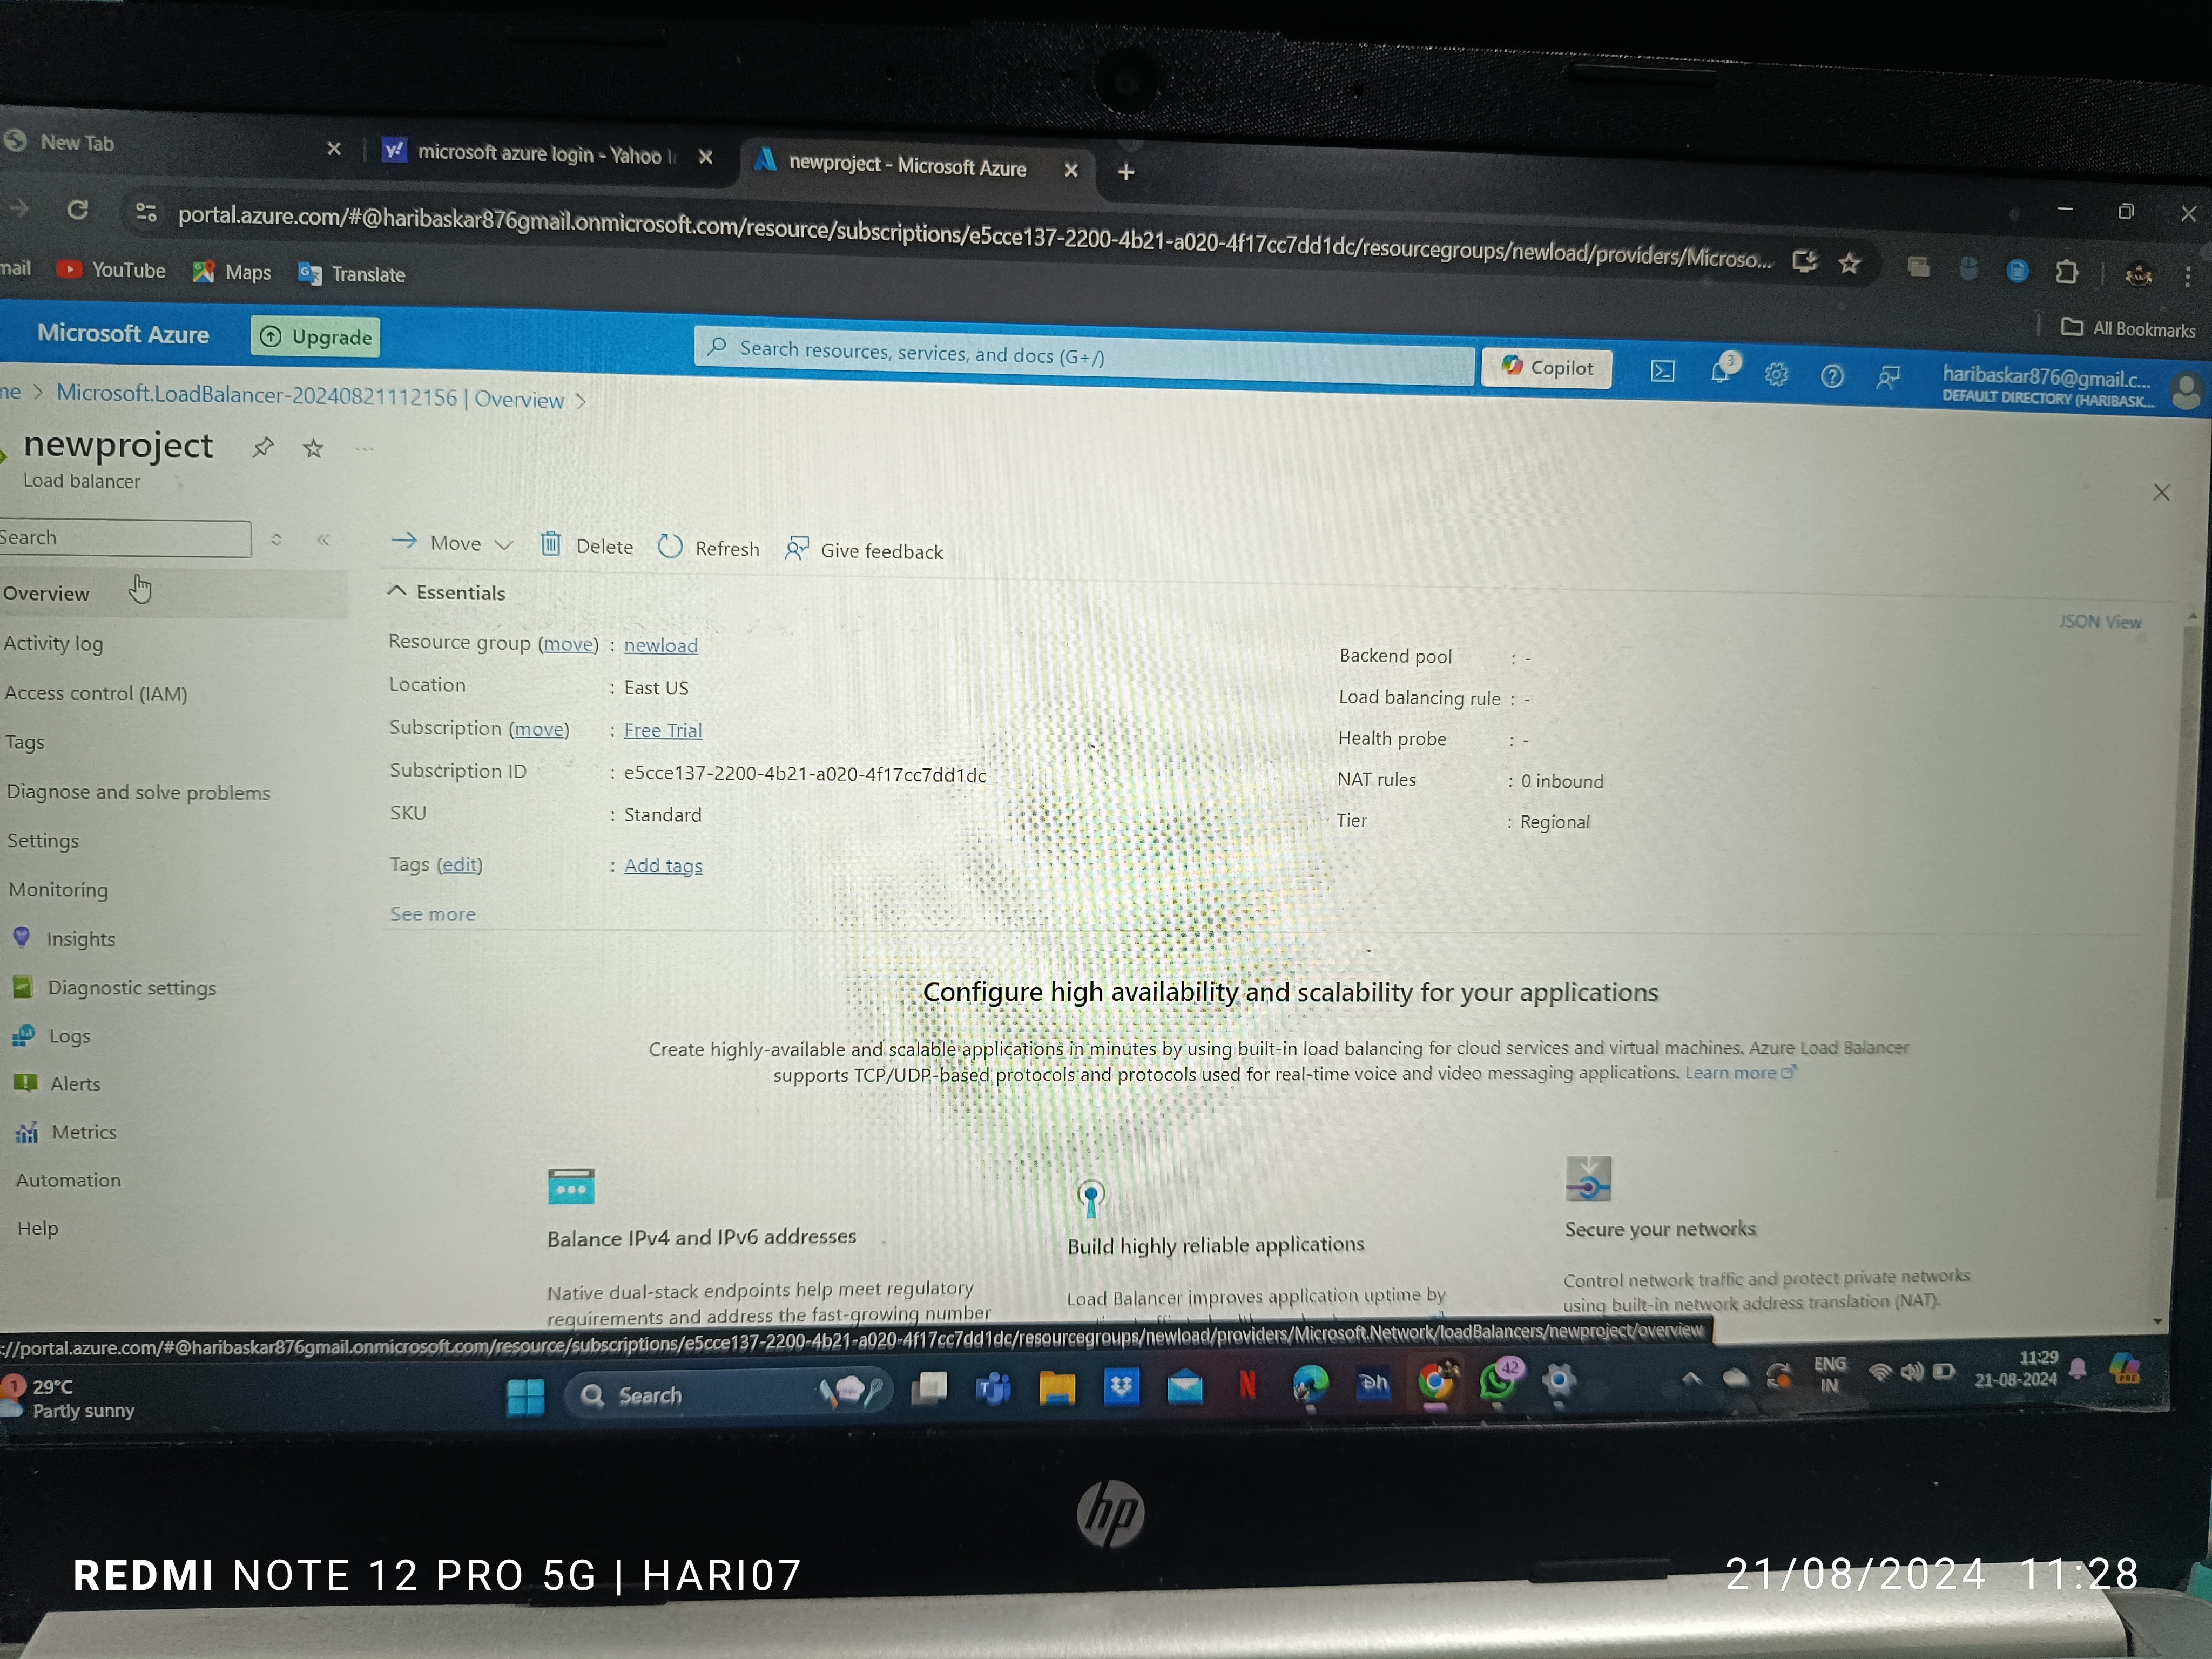 New Tab
microsoft azure login - Yahoo I
newproject - Microsoft Azure
portal.azure.com/#@haribaskar876gmail.onmicrosoft.com/resource/subscriptions/e5cce137-2200-4b21-a020-4f17cc7dd1dc/resourcegroups/newload/providers/Microso...
mail YouTube Maps Translate
All Bookmarks
Microsoft Azure Upgrade Search resources, services, and docs (G+/) Copilot 3 haribaskar876@gmail.c...
DEFAULT DIRECTORY (HARIBASK...
me > Microsoft.LoadBalancer-20240821112156 | Overview >
newproject
Load balancer
Search
Move Delete Refresh Give feedback
Overview
Activity log
Access control (IAM)
Tags
Diagnose and solve problems
Settings
Monitoring
Insights
Diagnostic settings
Logs
Alerts
Metrics
Automation
Help
Essentials
JSON View
Resource group (move) : newload
Location : East US
Subscription (move) : Free Trial
Subscription ID : e5cce137-2200-4b21-a020-4f17cc7dd1dc
SKU : Standard
Tags (edit) : Add tags
See more
Backend pool : -
Load balancing rule : -
Health probe : -
NAT rules : 0 inbound
Tier : Regional
Configure high availability and scalability for your applications
Create highly-available and scalable applications in minutes by using built-in load balancing for cloud services and virtual machines. Azure Load Balancer
supports TCP/UDP-based protocols and protocols used for real-time voice and video messaging applications. Learn more
Balance IPv4 and IPv6 addresses
Native dual-stack endpoints help meet regulatory
requirements and address the fast-growing number
Build highly reliable applications
Load Balancer improves application uptime by
Secure your networks
Control network traffic and protect private networks
using built-in network address translation (NAT).
://portal.azure.com/#@haribaskar876gmail.onmicrosoft.com/resource/subscriptions/e5cce137-2200-4b21-a020-4f17cc7dd1dc/resourcegroups/newload/providers/Microsoft.Network/loadBalancers/newproject/overview
1 29°C
Partly sunny
Search
42
ENG
IN
11:29
21-08-2024
hp
REDMI NOTE 12 PRO 5G | HARI07
21/08/2024 11:28